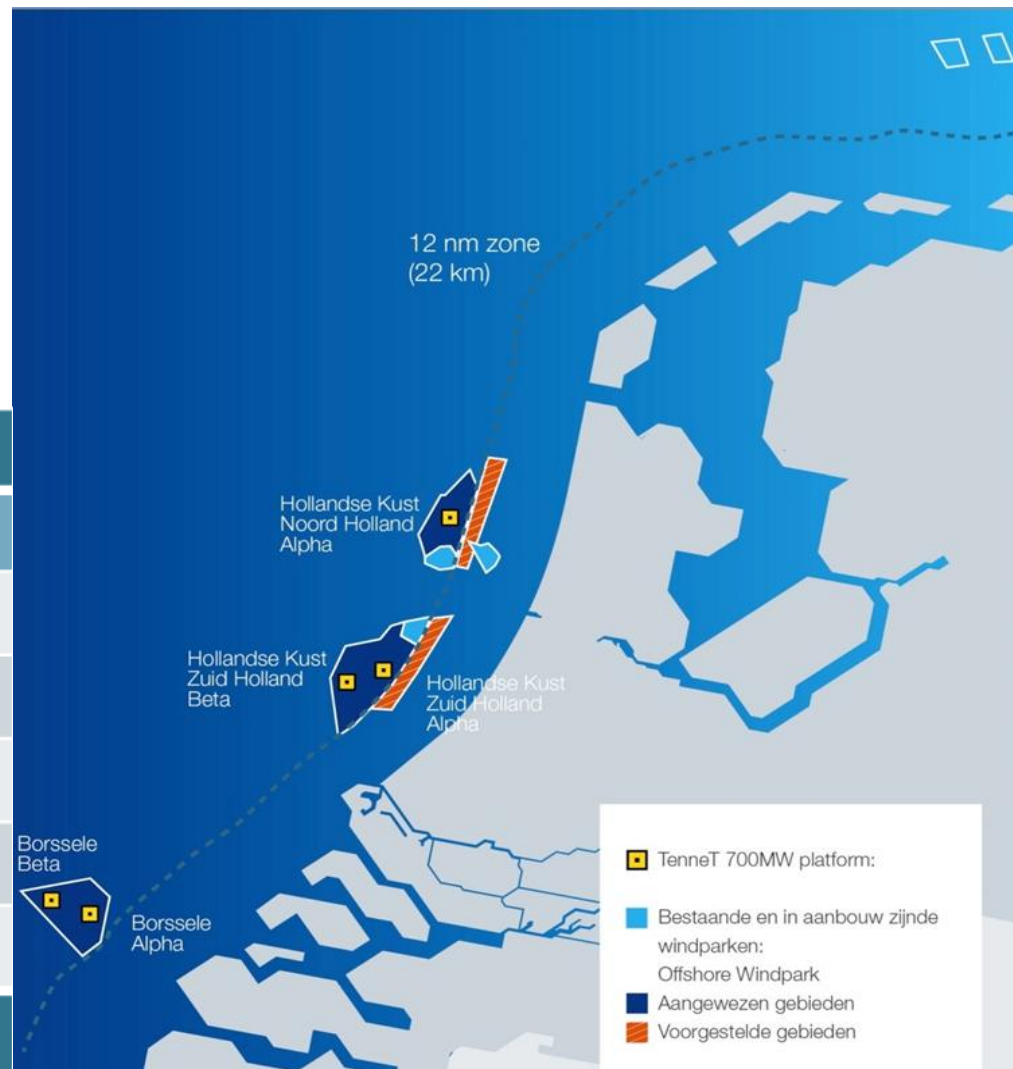 12 nm zone
(22 km)
Hollandse Kust
Noord Holland
Alpha
Hollandse Kust
Zuid Holland
Beta
Hollandse Kust
Zuid Holland
Alpha
Borssele
Beta
Borssele
Alpha
TenneT 700MW platform:
Bestaande en in aanbouw zijnde
windparken:
Offshore Windpark
Aangewezen gebieden
Voorgestelde gebieden